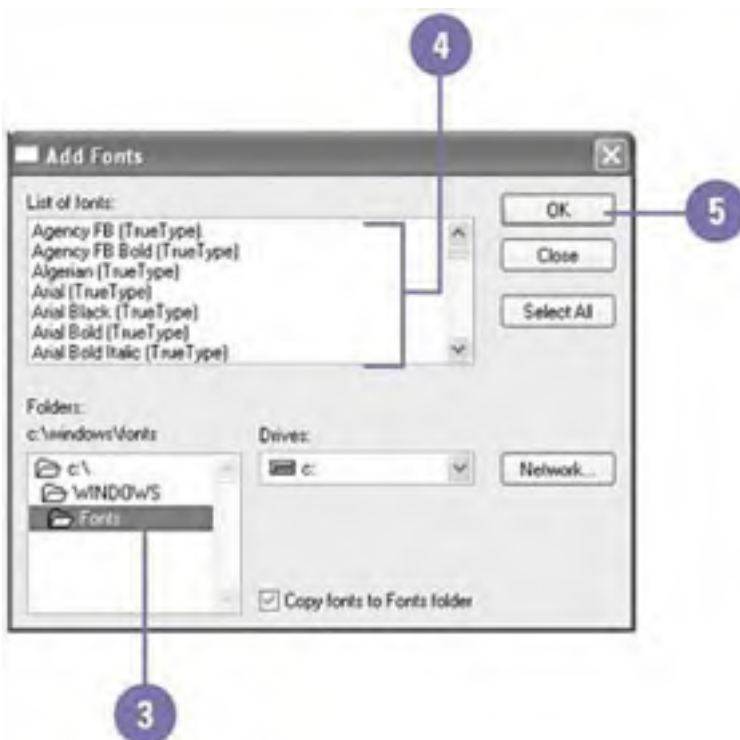 4
Add Fonts
List of fonts:
Agency FB (TrueType)
Agency FB Bold (TrueType)
Algerian (TrueType)
Arial (TrueType)
Arial Black (TrueType)
Arial Bold (TrueType)
Arial Bold Italic (TrueType)
OK
5
Close
Select All
Folders:
c:\windows\fonts
c:\
WINDOWS
Fonts
Drives:
c:
Network...
Copy fonts to Fonts folder
3